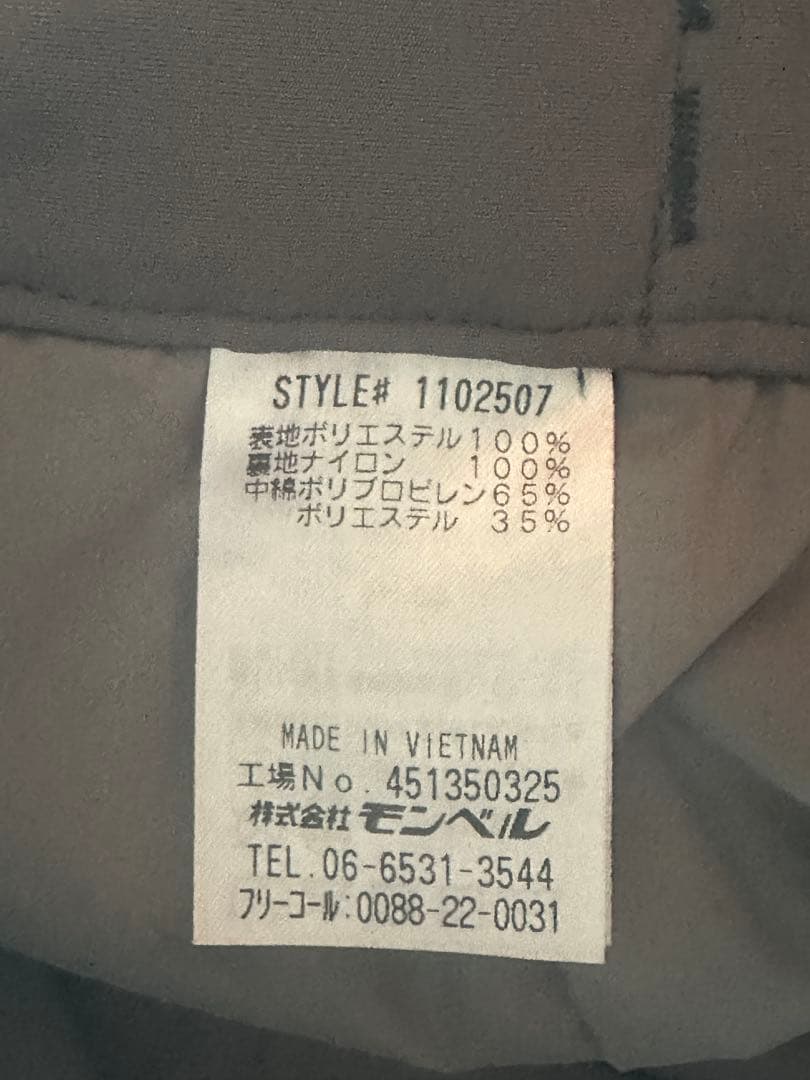 STYLE# 1102507
表地ポリエステル100%
裏地ナイロン 100%
中綿ポリプロピレン65%
ポリエステル 35%
MADE IN VIETNAM
工場No. 451350325
株式会社モンベル
TEL.06-6531-3544
フリーコール:0088-22-0031